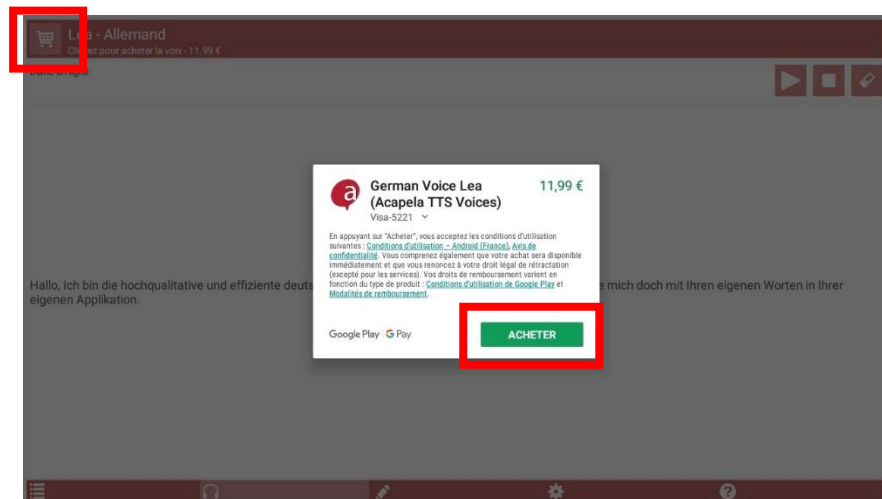 Lea - Allemand
Cliquez pour acheter la voix - 11.99 €
German Voice Lea 11,99 €
(Acapela TTS Voices)
Visa-5221
En appuyant sur "Acheter", vous acceptez les conditions d'utilisation
suivantes : Conditions d'utilisation – Android (France), Avis de
confidentialité. Vous comprenez également que votre achat sera disponible
immédiatement et que vous renoncez à votre droit légal de rétractation
(excepté pour les services). Vos droits de remboursement varient en
fonction du type de produit : Conditions d'utilisation de Google Play et
Modalités de remboursement.
Hallo, Ich bin die hochqualitative und effiziente deuts e mich doch mit Ihren eigenen Worten in Ihrer
eigenen Applikation.
Google Play | G Pay ACHETER